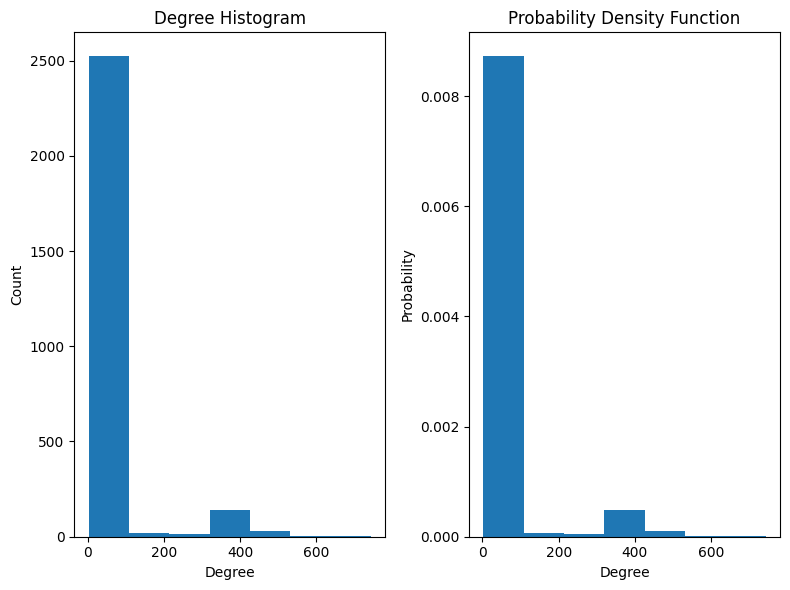 Degree Histogram
2500
2000
1500
1000
500
0
Count
0 200 400 600
Degree
Probability Density Function
0.008
0.006
0.004
0.002
0.000
Probability
0 200 400 600
Degree